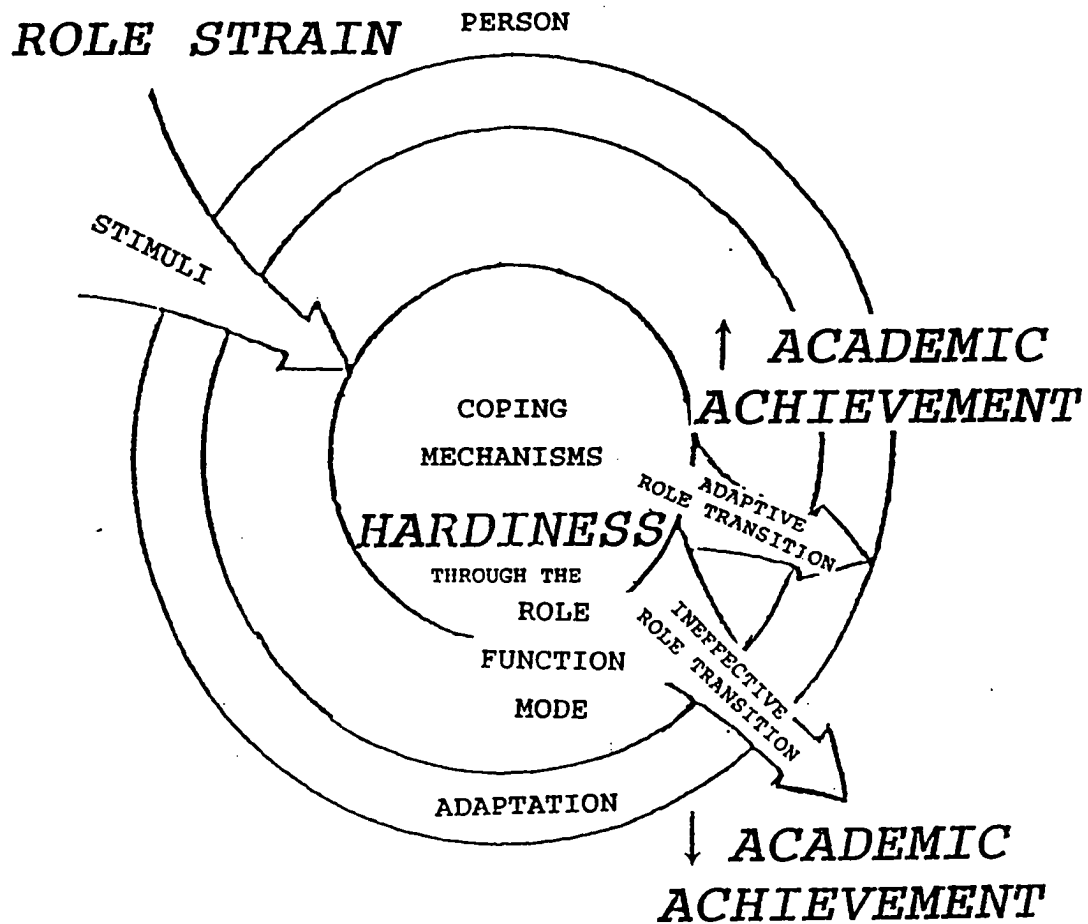 PERSON
ROLE STRAIN
STIMULI
↑ ACADEMIC
ACHIEVEMENT
COPING
MECHANISMS
HARDINESS
THROUGH THE
ROLE
FUNCTION
MODE
ADAPTIVE
ROLE TRANSITION
INEFFECTIVE
ROLE TRANSITION
ADAPTATION
↓ ACADEMIC
ACHIEVEMENT